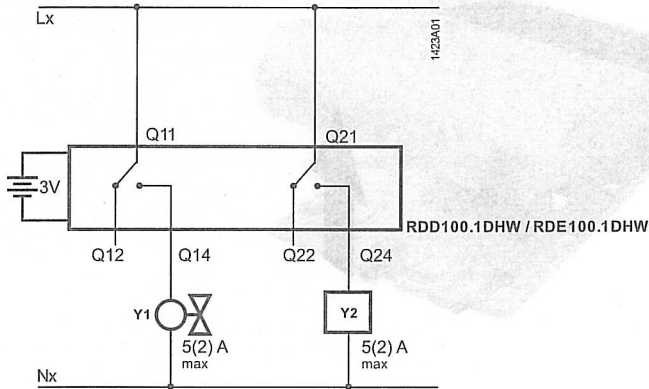 Lx
1423A01
Q11
Q21
3V
RDD100.1DHW / RDE100.1DHW
Q12
Q14
Q22
Q24
Y1
Y2
5(2) A
max
5(2) A
max
Nx